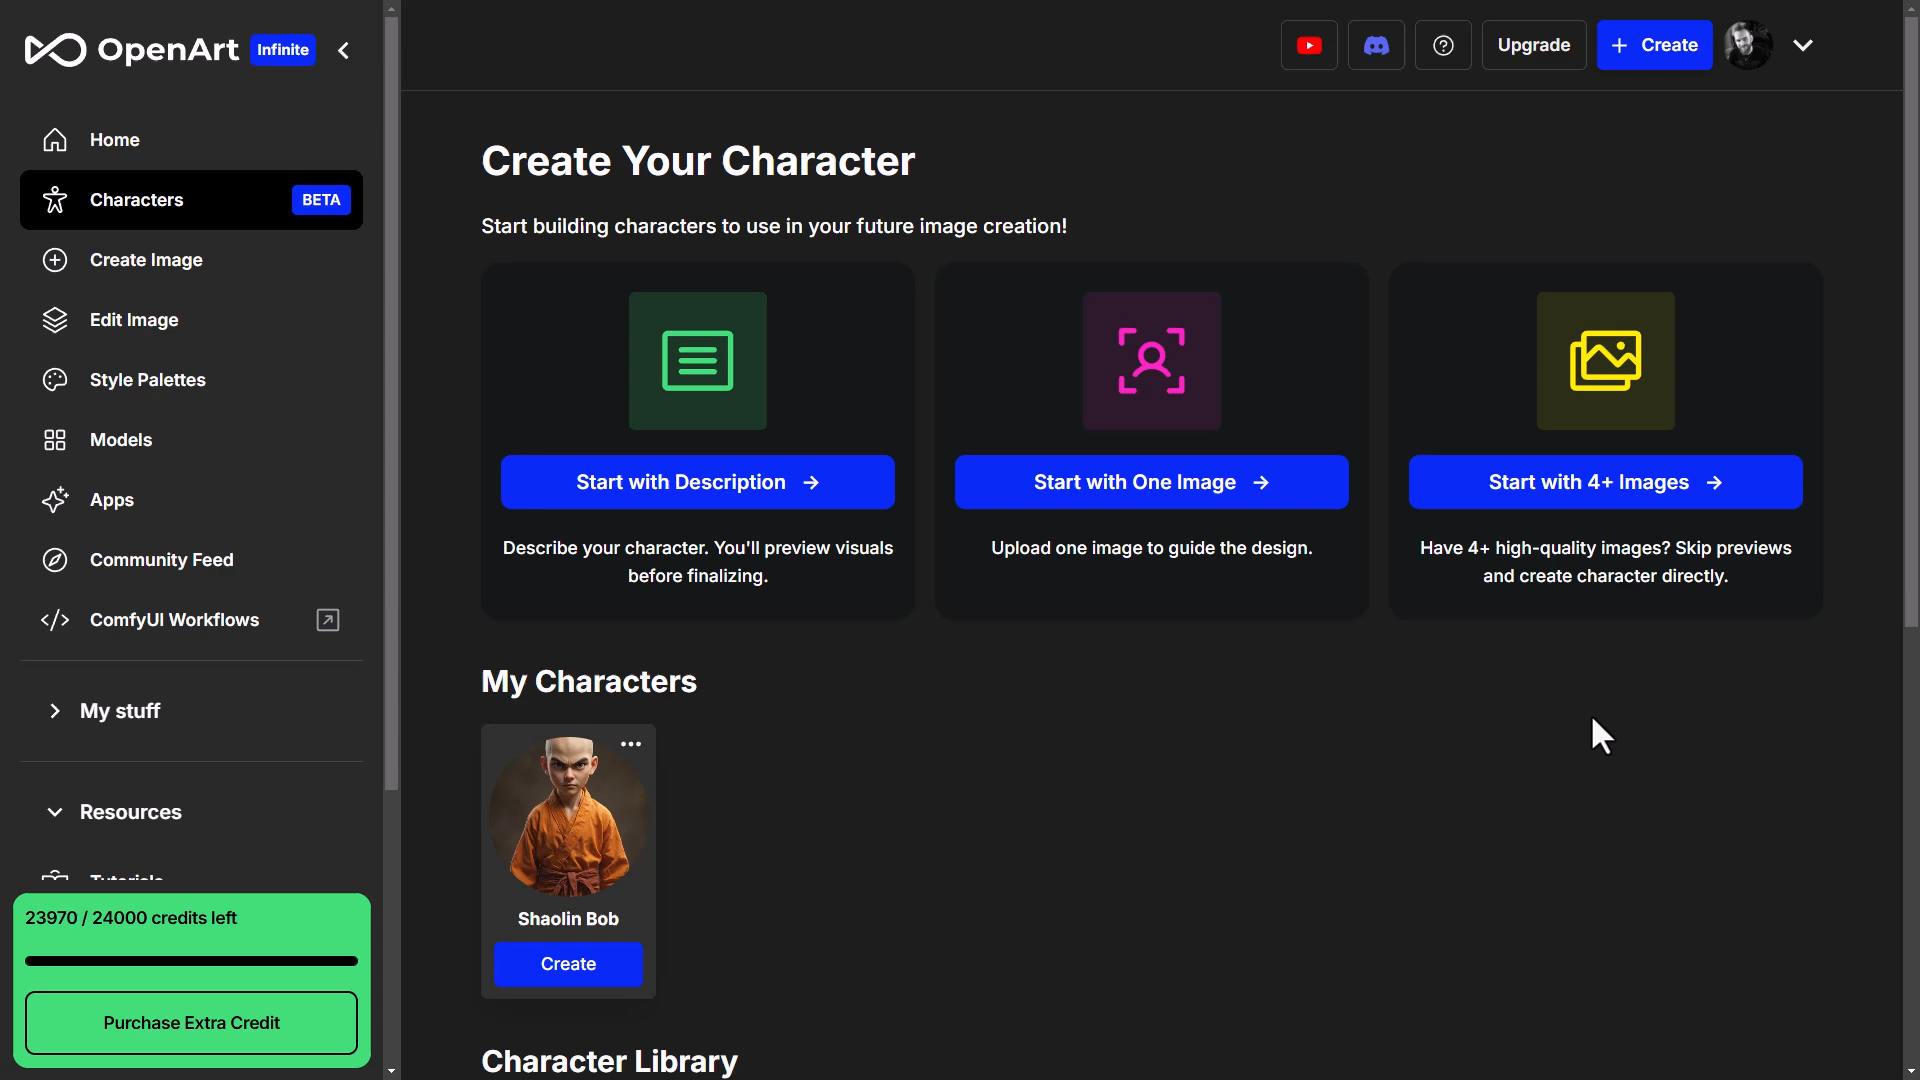 OpenArt Infinite
Home
Characters BETA
Create Image
Edit Image
Style Palettes
Models
Apps
Community Feed
ComfyUI Workflows
My stuff
Resources
Tutorials
23970 / 24000 credits left
Purchase Extra Credit
Upgrade
Create
Create Your Character
Start building characters to use in your future image creation!
Start with Description
Describe your character. You'll preview visuals
before finalizing.
Start with One Image
Upload one image to guide the design.
Start with 4+ Images
Have 4+ high-quality images? Skip previews
and create character directly.
My Characters
Shaolin Bob
Create
Character Library